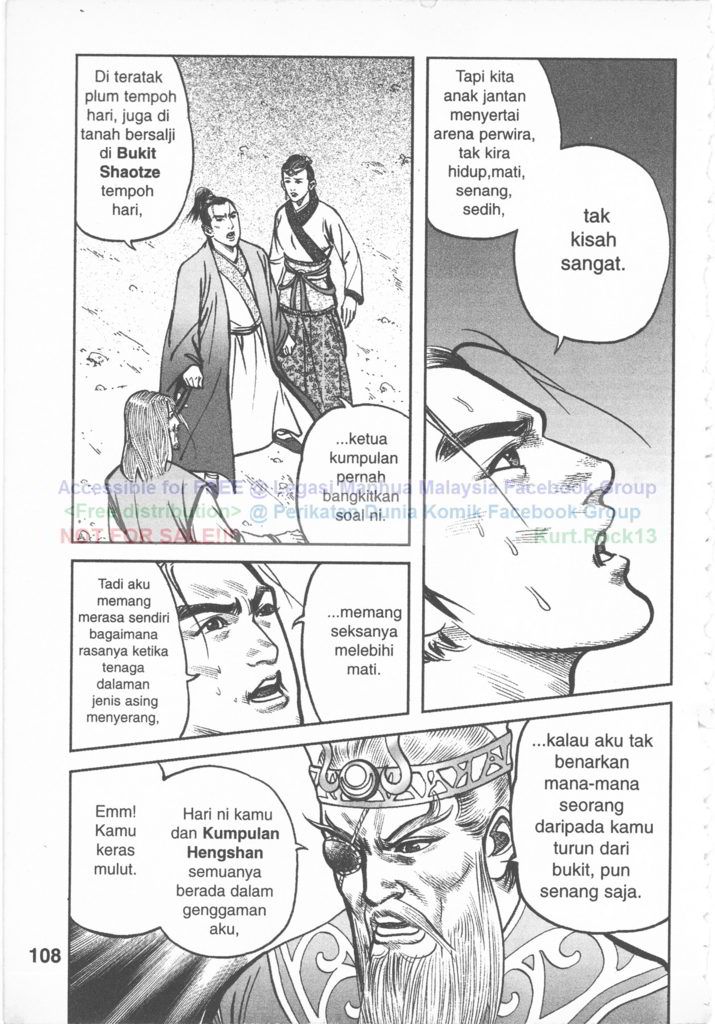 Di teratak
plum tempoh
hari, juga di
tanah bersalji
di Bukit
Shaotze
tempoh
hari,
...ketua
kumpulan
pernah
bangkitkan
soal ni.
Tapi kita
anak jantan
menyertai
arena perwira,
tak kira
hidup,mati,
senang,
sedih,
tak
kisah
sangat.
Accessible for FREE @ Legasi Manhua Malaysia Facebook Group
<Free distribution> @ Perikatan Dunia Komik Facebook Group
NOT FOR SALE!!!
Kurt.Rock13
Tadi aku
memang
merasa sendiri
bagaimana
rasanya ketika
tenaga
dalaman
jenis asing
menyerang,
...memang
seksanya
melebihi
mati.
Emm!
Kamu
keras
mulut.
Hari ni kamu
dan Kumpulan
Hengshan
semuanya
berada dalam
genggaman
aku,
...kalau aku tak
benarkan
mana-mana
seorang
daripada kamu
turun dari
bukit, pun
senang saja.
108